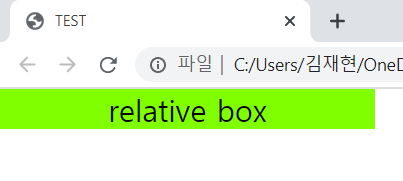 TEST
파일 | C:/Users/김재현/OneD
relative box